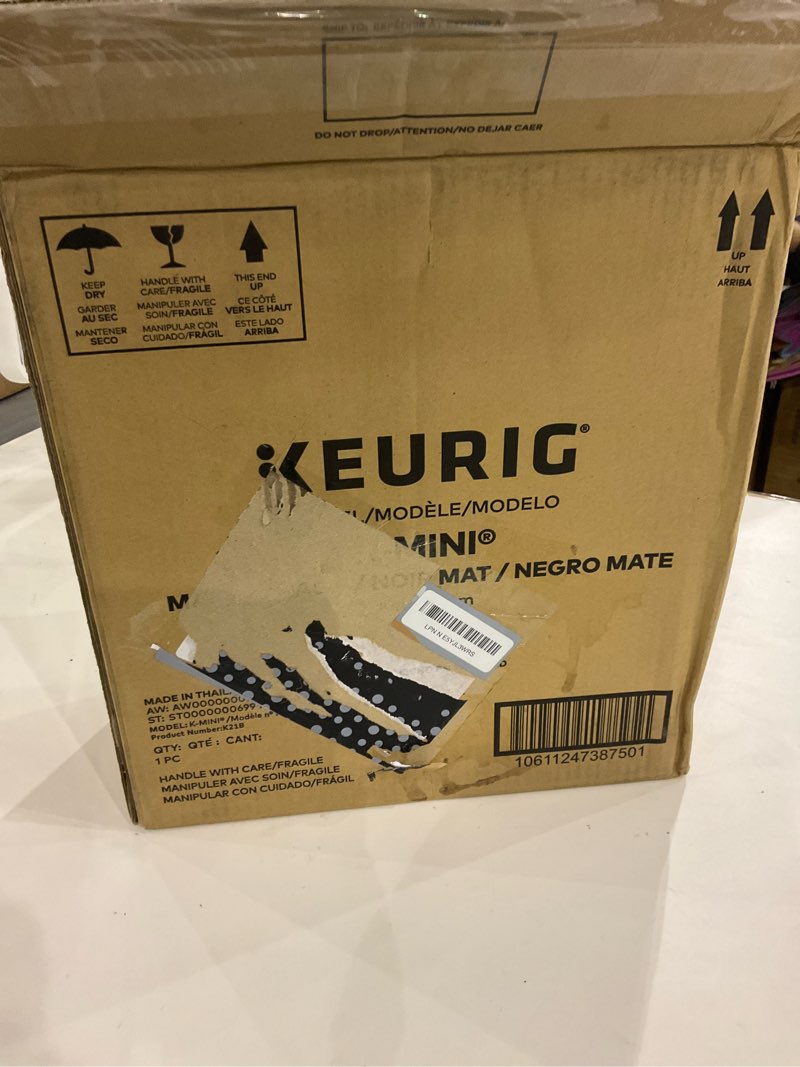 DO NOT DROP/ATTENTION/NO DEJAR CAER
KEEP
DRY
GARDER
AU SEC
MANTENER
SECO
HANDLE WITH
CARE/FRAGILE
MANIPULER AVEC
SOIN/FRAGILE
MANIPULAR CON
CUIDADO/FRÁGIL
THIS END
UP
CE CÔTÉ
VERS LE HAUT
ESTE LADO
ARRIBA
UP
HAUT
ARRIBA
KEURIG®
/MODÈLE/MODELO
MINI®
MAT / NEGRO MATE
LPN N E5YJL3WRS
MADE IN
MODEL: K-MINI® /Modèle
Product Number:K21B
QTY: QTÉ : CANT:
1 PC
HANDLE WITH CARE/FRAGILE
MANIPULER AVEC SOIN/FRAGILE
MANIPULAR CON CUIDADO/FRÁGIL
10611247387501